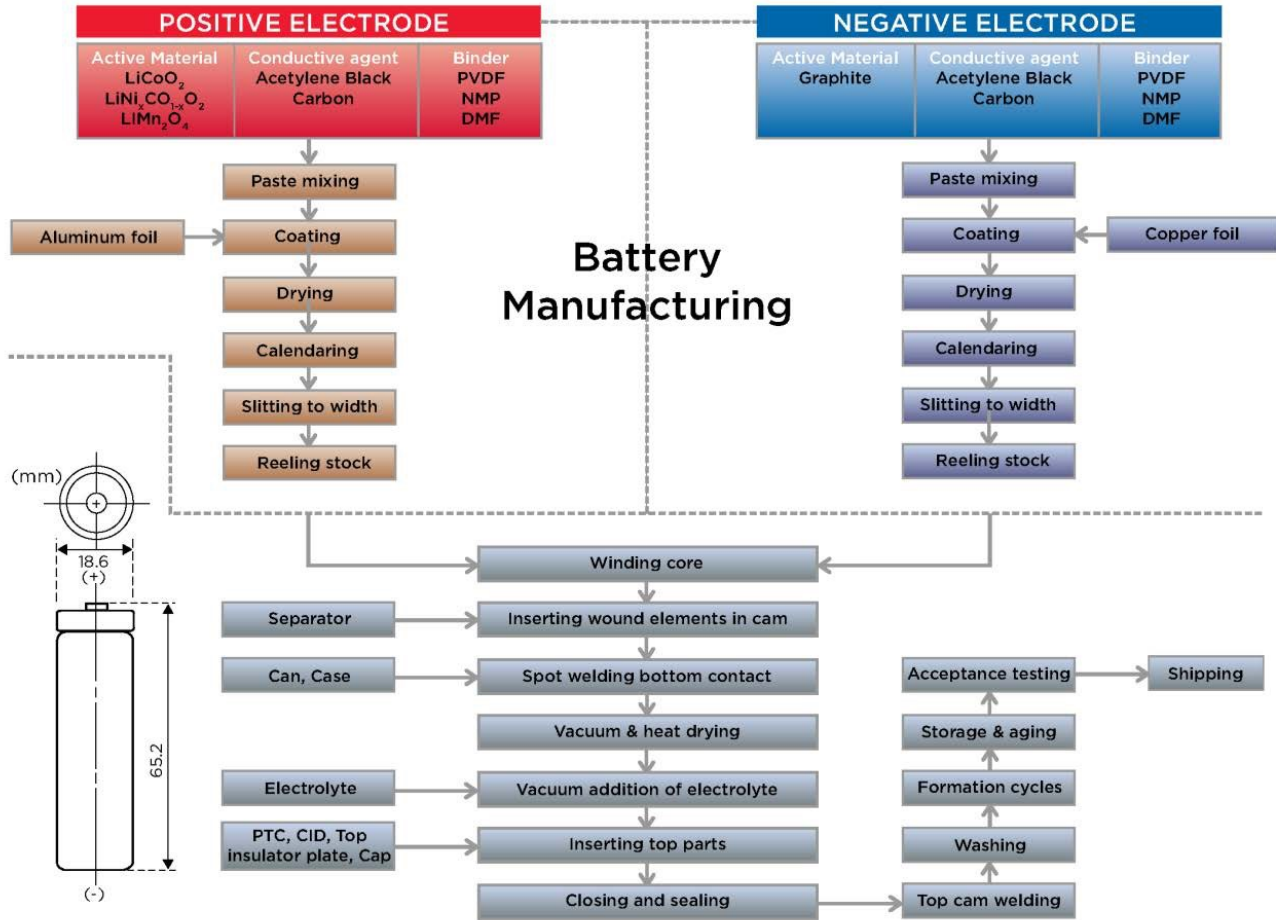 POSITIVE ELECTRODE
Active Material
LiCoO₂
LiNiₓCO₁₋ₓO₂
LIMn₂O₄
Conductive agent
Acetylene Black
Carbon
Binder
PVDF
NMP
DMF
NEGATIVE ELECTRODE
Active Material
Graphite
Conductive agent
Acetylene Black
Carbon
Binder
PVDF
NMP
DMF
Battery
Manufacturing
Paste mixing
Aluminum foil
Coating
Drying
Calendaring
Slitting to width
Reeling stock
Paste mixing
Coating
Copper foil
Drying
Calendaring
Slitting to width
Reeling stock
(mm)
18.6
(+)
65.2
(-)
Winding core
Separator
Inserting wound elements in cam
Can, Case
Spot welding bottom contact
Vacuum & heat drying
Electrolyte
Vacuum addition of electrolyte
PTC, CID, Top
insulator plate, Cap
Inserting top parts
Closing and sealing
Top cam welding
Washing
Formation cycles
Storage & aging
Acceptance testing
Shipping